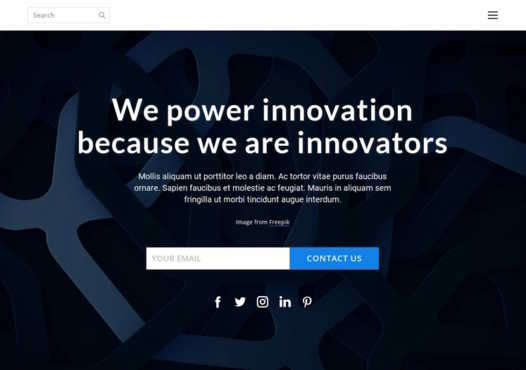 Search
We power innovation
because we are innovators
Mollis aliquam ut porttitor leo a diam. Ac tortor vitae purus faucibus
ornare. Sapien faucibus et molestie ac feugiat. Mauris in aliquam sem
fringilla ut morbi tincidunt augue interdum.
Image from Freepik
YOUR EMAIL
CONTACT US